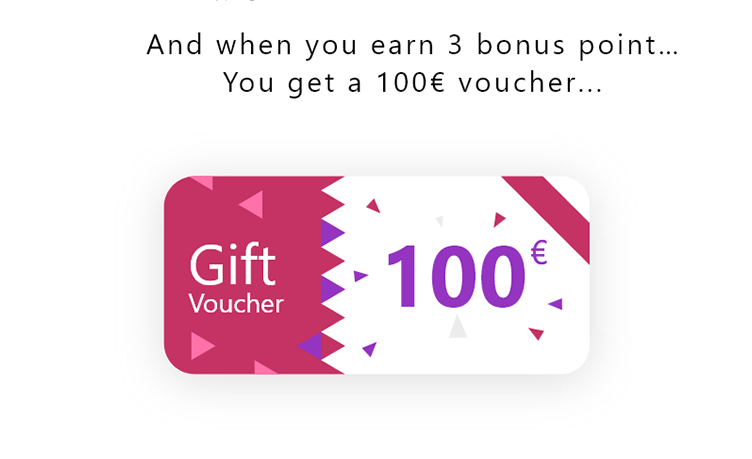 And when you earn 3 bonus point...
You get a 100€ voucher...
Gift
Voucher
100€